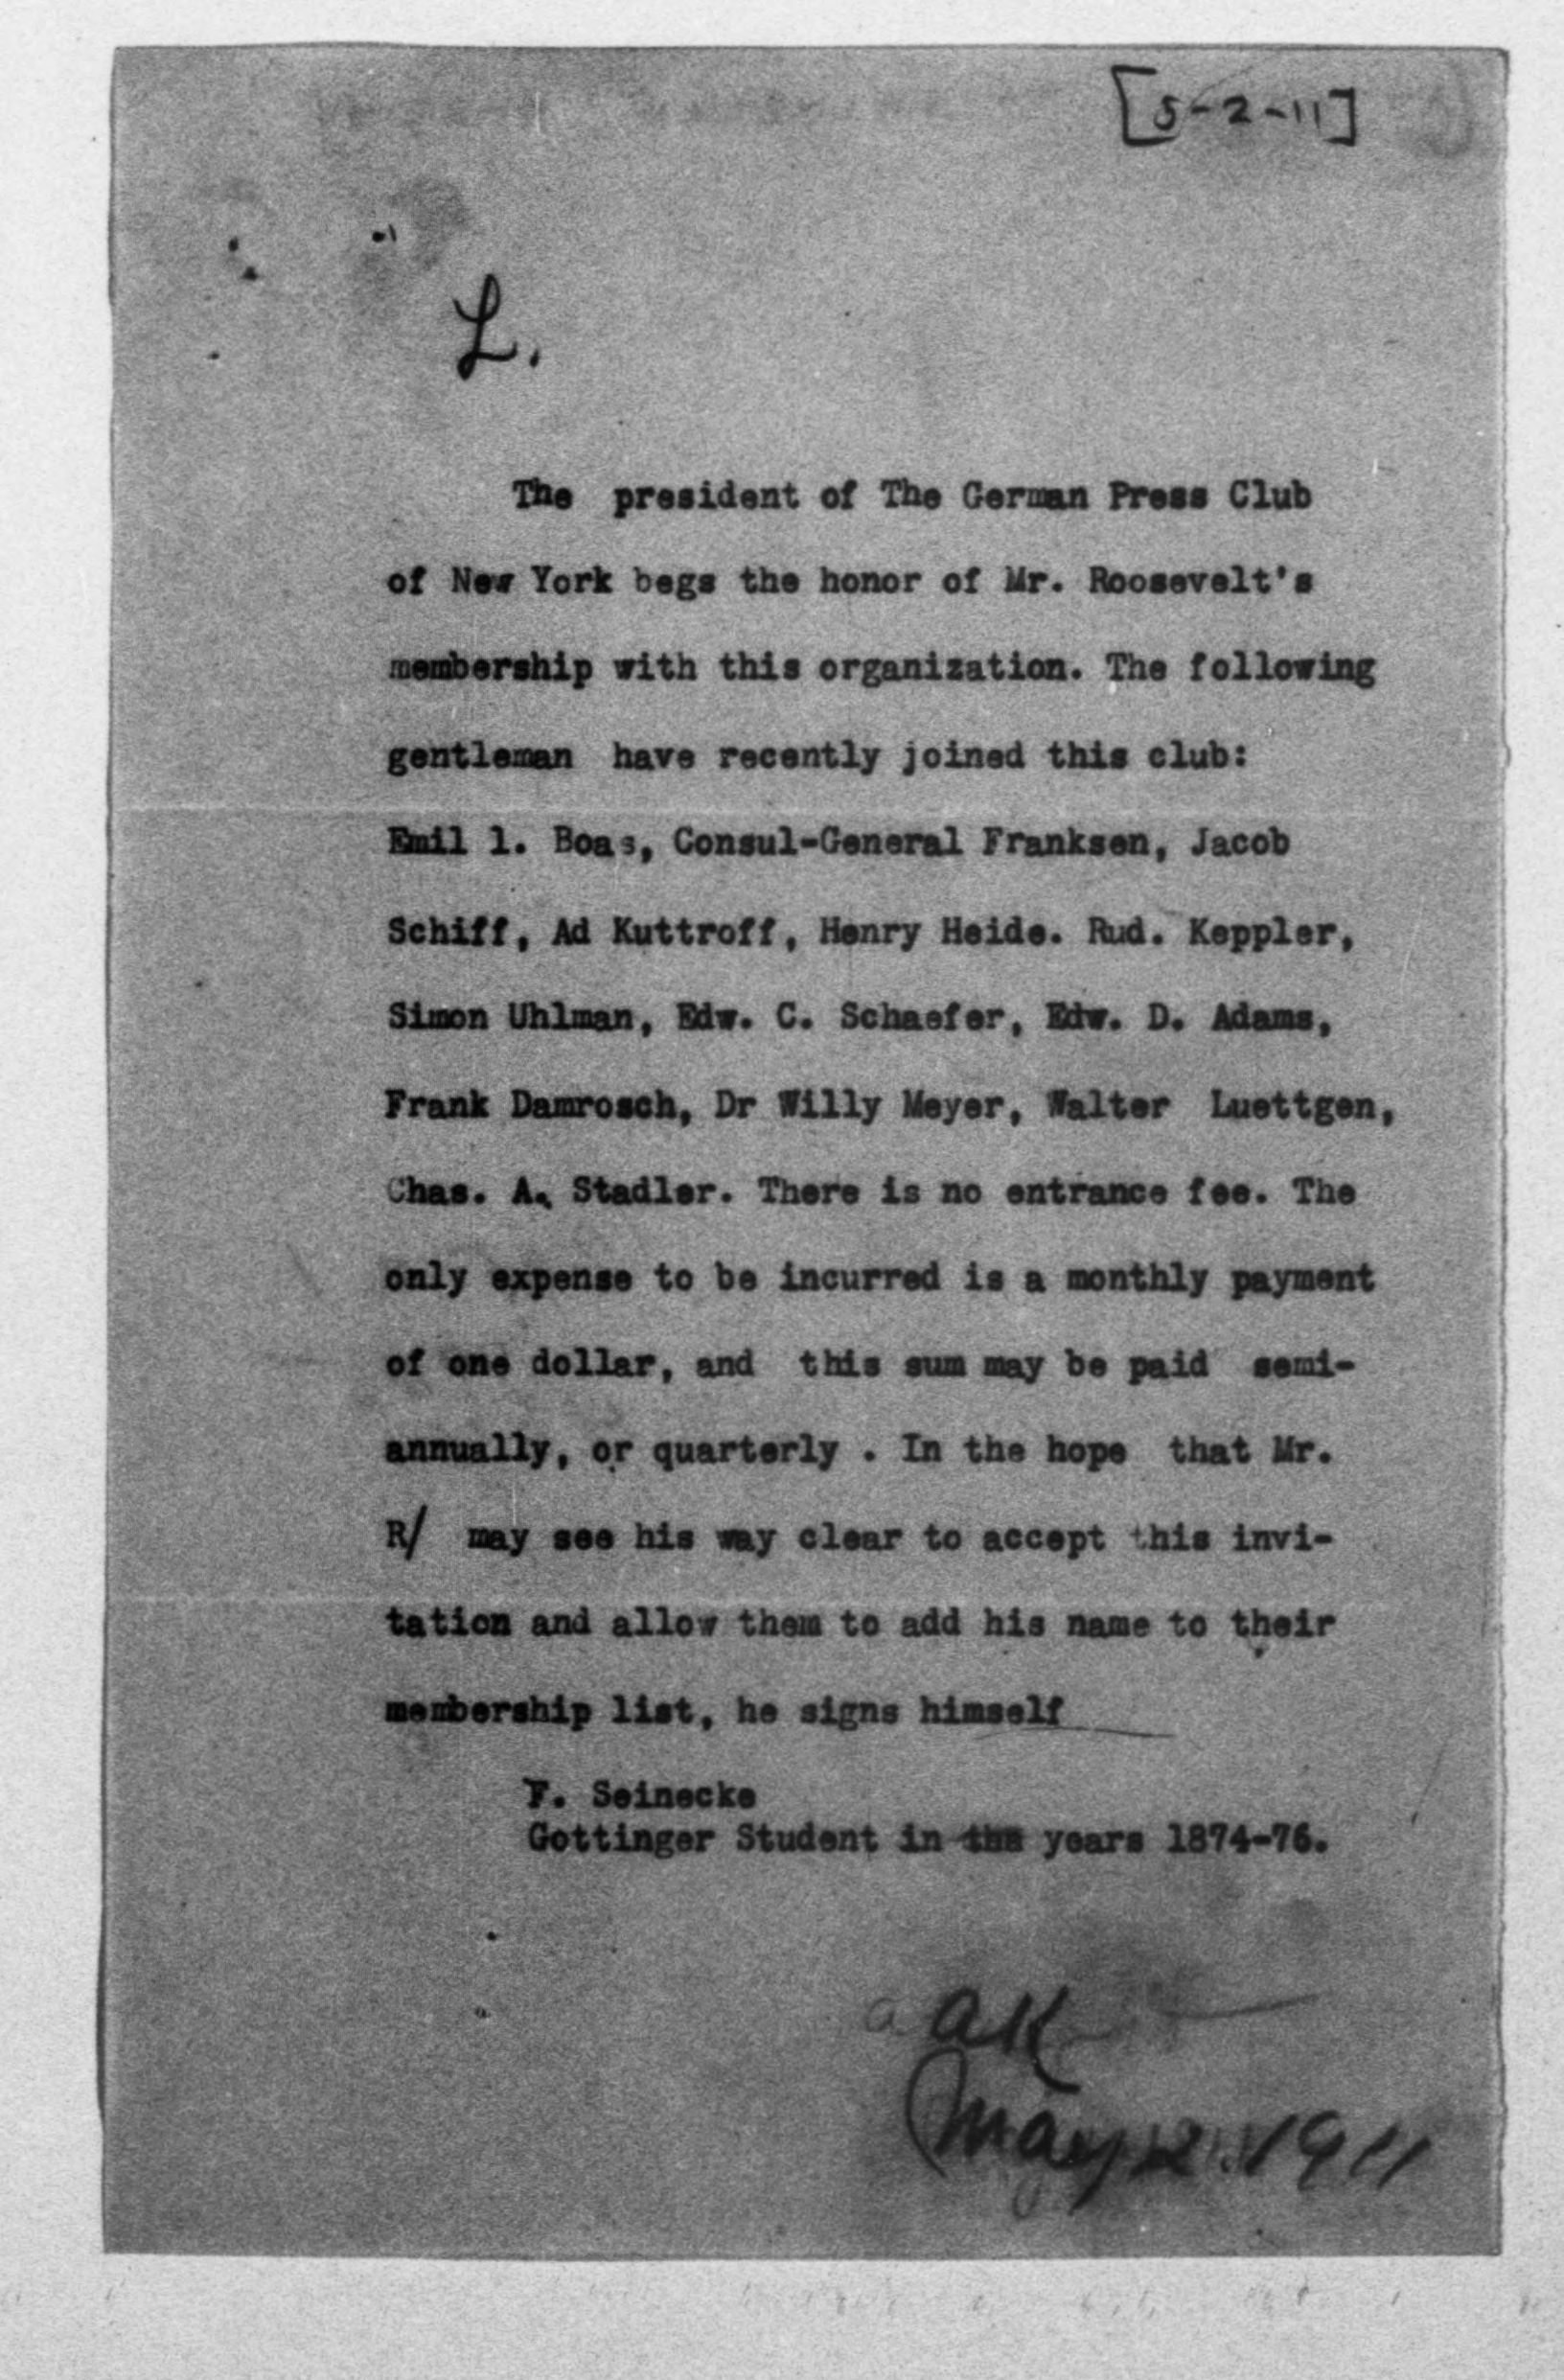 [5-2-11]
L.
The president of The German Press Club
of New York begs the honor of Mr. Roosevelt's
membership with this organization. The following
gentleman have recently joined this club:
Emil l. Boas, Consul-General Franksen, Jacob
Schiff, Ad Kuttroff, Henry Heide. Rud. Keppler,
Simon Uhlman, Edw. C. Schaefer, Edw. D. Adams,
Frank Damrosch, Dr Willy Meyer, Walter Luettgen,
Chas. A. Stadler. There is no entrance fee. The
only expense to be incurred is a monthly payment
of one dollar, and this sum may be paid semi-
annually, or quarterly . In the hope that Mr.
R/ may see his way clear to accept this invi-
tation and allow them to add his name to their
membership list, he signs himself
F. Seinecke
Gottinger Student in the years 1874-76.
ak
May 2. 1911